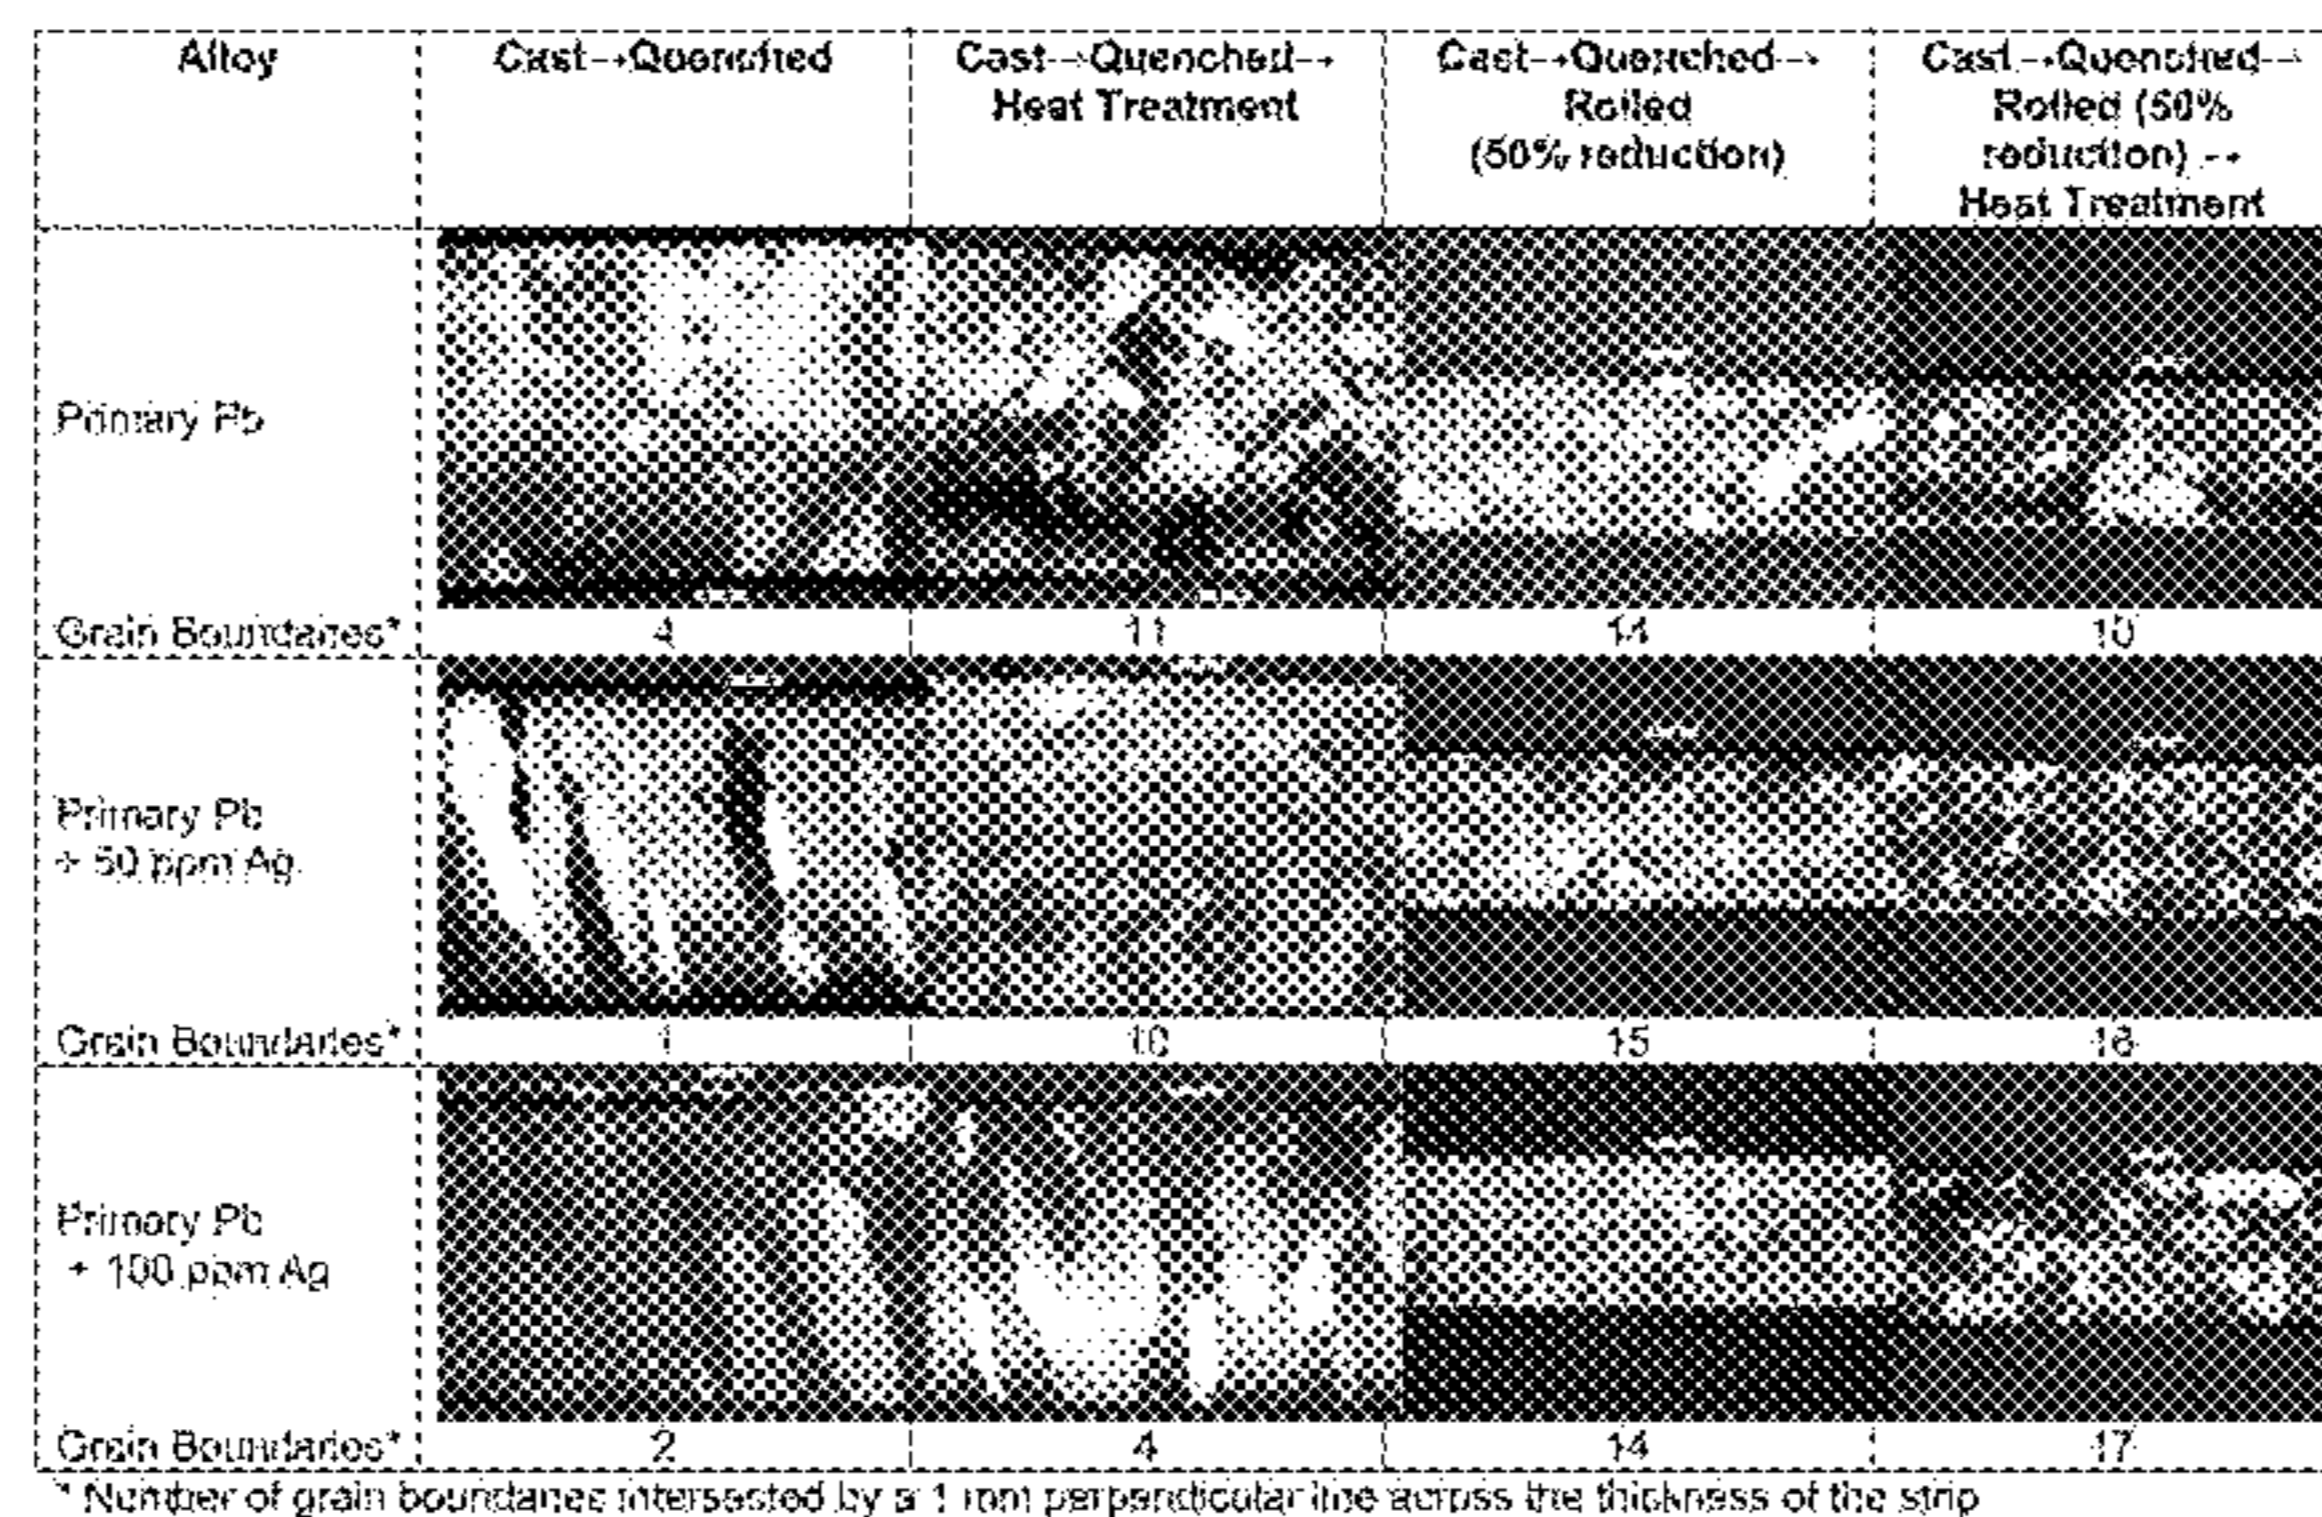 Alloy
Cast→Quenched
Cast→Quenched→
Heat Treatment
Cast→Quenched→
Rolled
(50% reduction)
Cast→Quenched→
Rolled (50%
reduction) →
Heat Treatment
Primary Pb
Grain Boundaries*
4
11
14
10
Primary Pb
+ 50 ppm Ag
Grain Boundaries*
1
10
15
16
Primary Pb
+ 100 ppm Ag
Grain Boundaries*
2
4
14
17
* Number of grain boundaries intersected by a 1 mm perpendicular line across the thickness of the strip